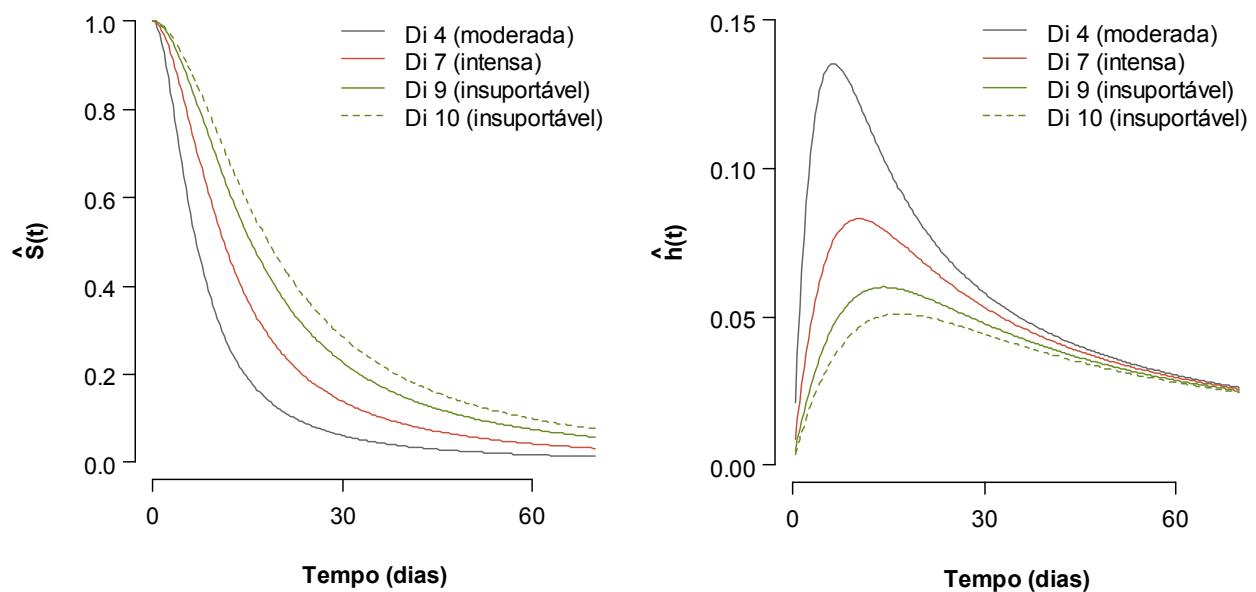 1.0
0.8
0.6
0.4
0.2
0.0
Ŝ(t)
0 30 60
Tempo (dias)
Di 4 (moderada)
Di 7 (intensa)
Di 9 (insuportável)
Di 10 (insuportável)
0.15
0.10
0.05
0.00
ĥ(t)
0 30 60
Tempo (dias)
Di 4 (moderada)
Di 7 (intensa)
Di 9 (insuportável)
Di 10 (insuportável)